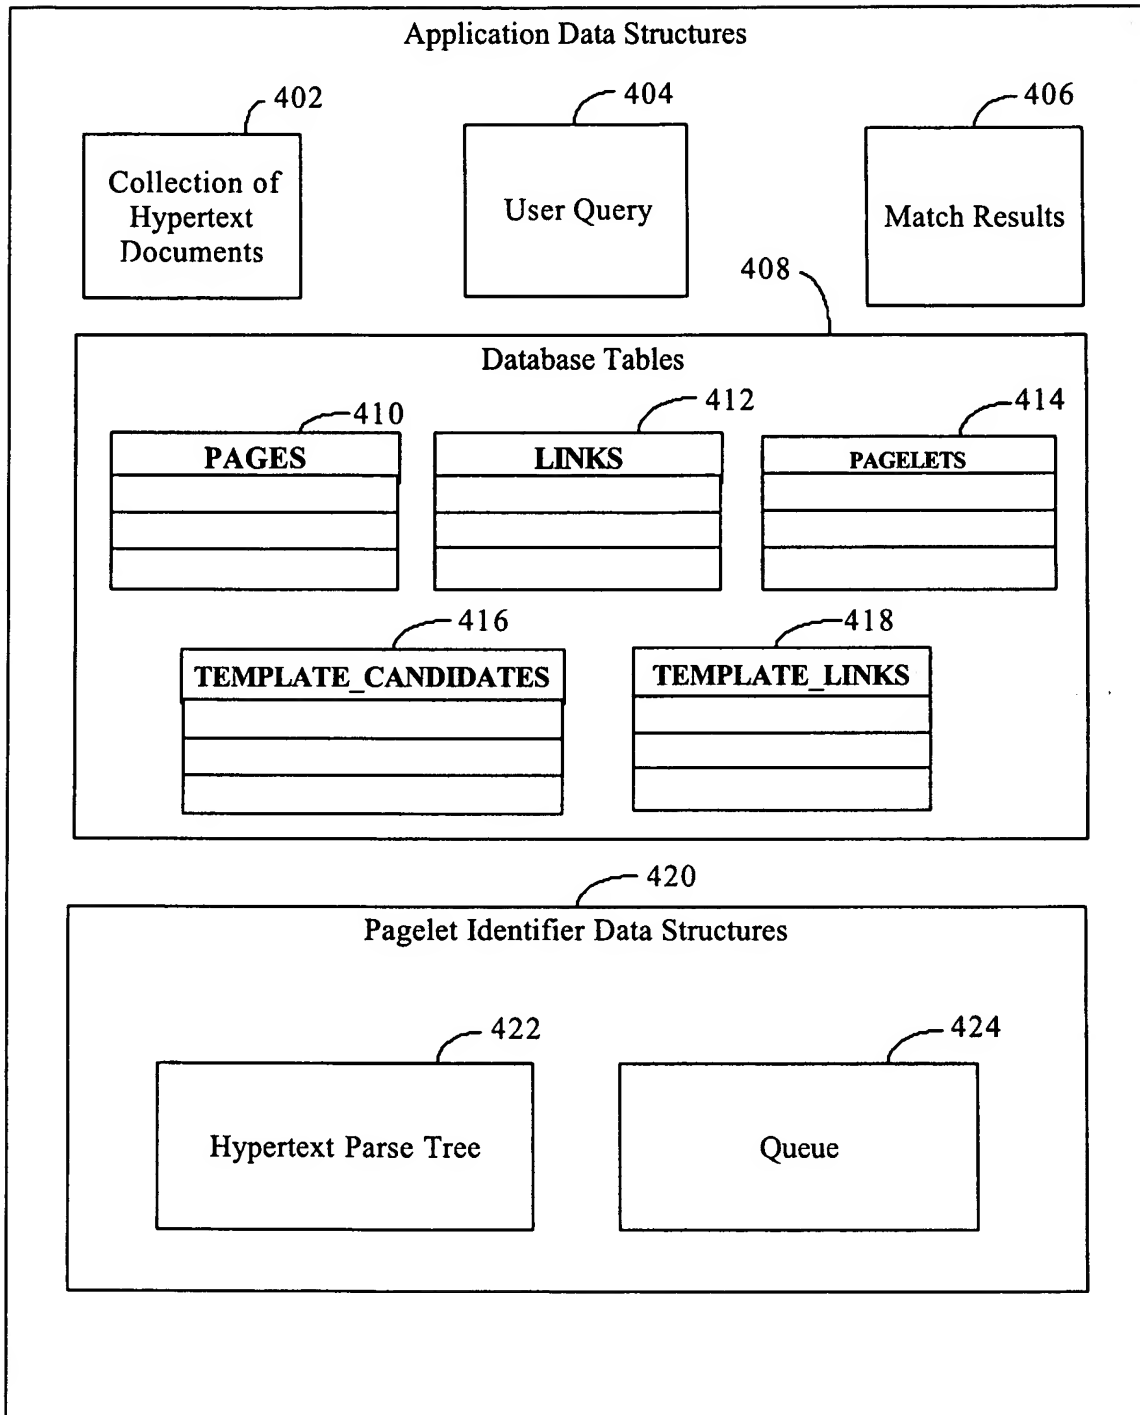 Application Data Structures
402
404
406
Collection of
Hypertext
Documents
User Query
Match Results
408
Database Tables
410
412
414
PAGES
LINKS
PAGELETS
416
418
TEMPLATE_CANDIDATES
TEMPLATE_LINKS
420
Pagelet Identifier Data Structures
422
424
Hypertext Parse Tree
Queue